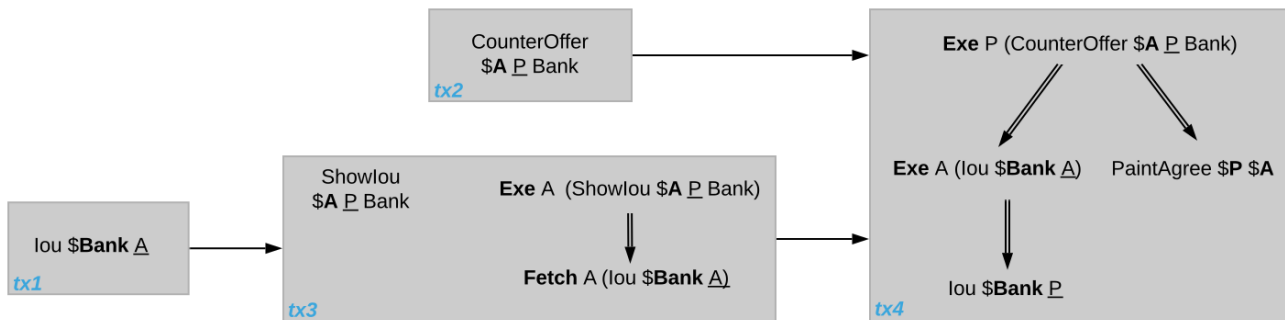 CounterOffer
$A P Bank
tx2
Exe P (CounterOffer $A P Bank)
Exe A (Iou $Bank A)
PaintAgree $P $A
Iou $Bank P
tx4
ShowIou
$A P Bank
Exe A (ShowIou $A P Bank)
Fetch A (Iou $Bank A)
tx3
Iou $Bank A
tx1